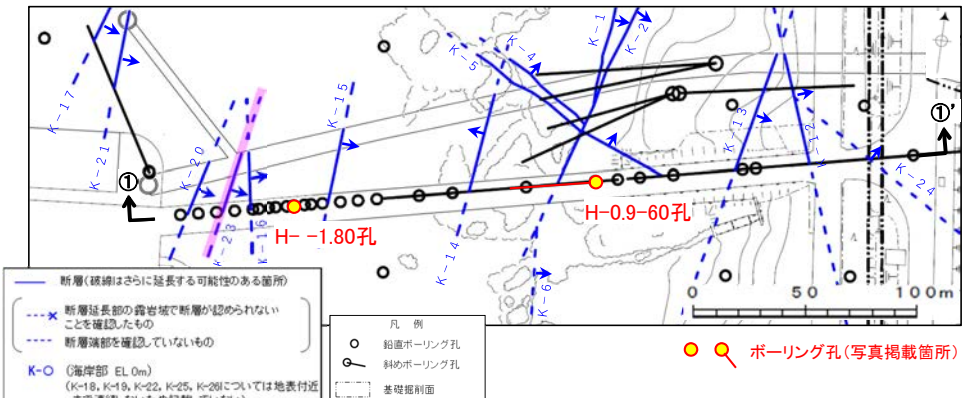 K-1
K-2
K-4
K-5
K-17
K-15
K-21
K-20
K-13
K-12
K-24
①
①'
H- -1.80孔
H-0.9-60孔
K-23
K-16
K-14
K-6
0 50 100m
断層(破線はさらに延長する可能性のある箇所)
断層延長部の露岩域で断層が認められない
ことを確認したもの
断層端部を確認していないもの
K-○ (海岸部 EL 0m)
(K-18, K-19, K-22, K-25, K-26については地表付近
凡 例
鉛直ボーリング孔
斜めボーリング孔
基礎掘削面
ボーリング孔(写真掲載箇所)